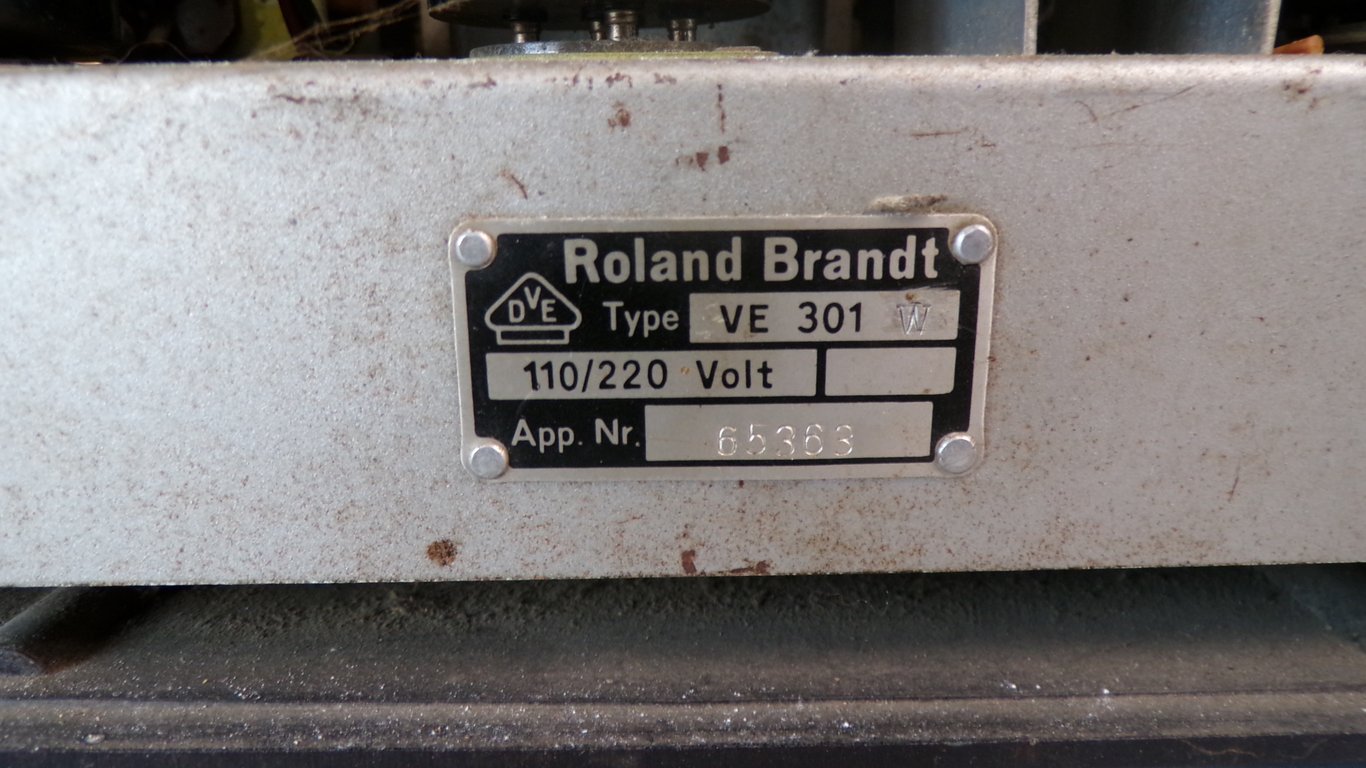 Roland Brandt
DVE
Type VE 301 W
110/220 Volt
App. Nr. 65363